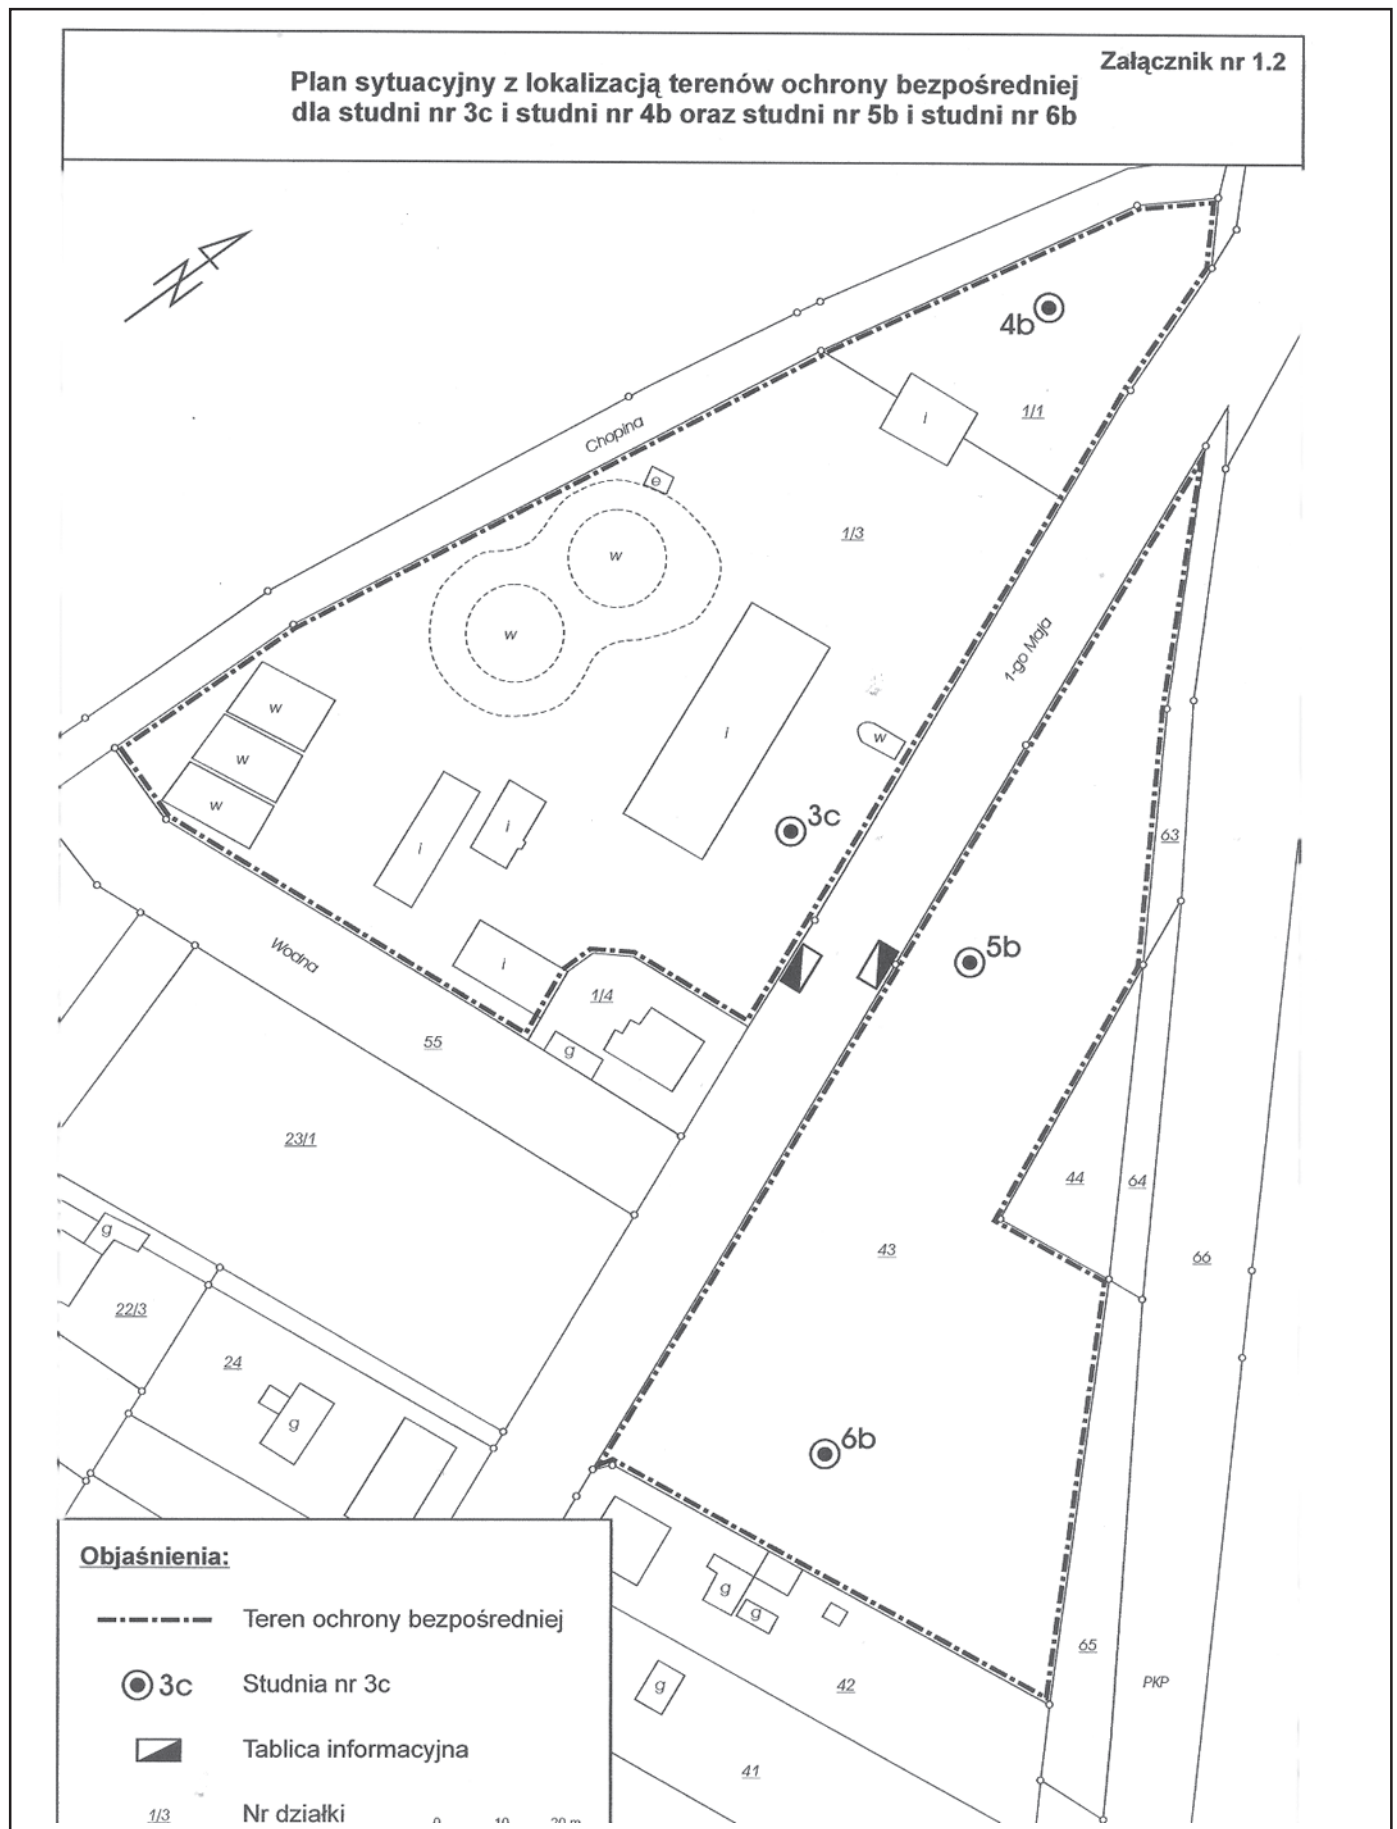 Załącznik nr 1.2
Plan sytuacyjny z lokalizacją terenów ochrony bezpośredniej
dla studni nr 3c i studni nr 4b oraz studni nr 5b i studni nr 6b
4b
Chopina
i
1/1
e
1/3
w
w
1-go Maja
w
i
w
w
w
3c
63
i
i
Wodna
i
5b
1/4
55
g
23/1
44
64
g
43
66
22/3
24
g
6b
Objaśnienia:
g
g
Teren ochrony bezpośredniej
65
3c
Studnia nr 3c
g
42
PKP
Tablica informacyjna
41
1/3
Nr działki
0 10 20 m